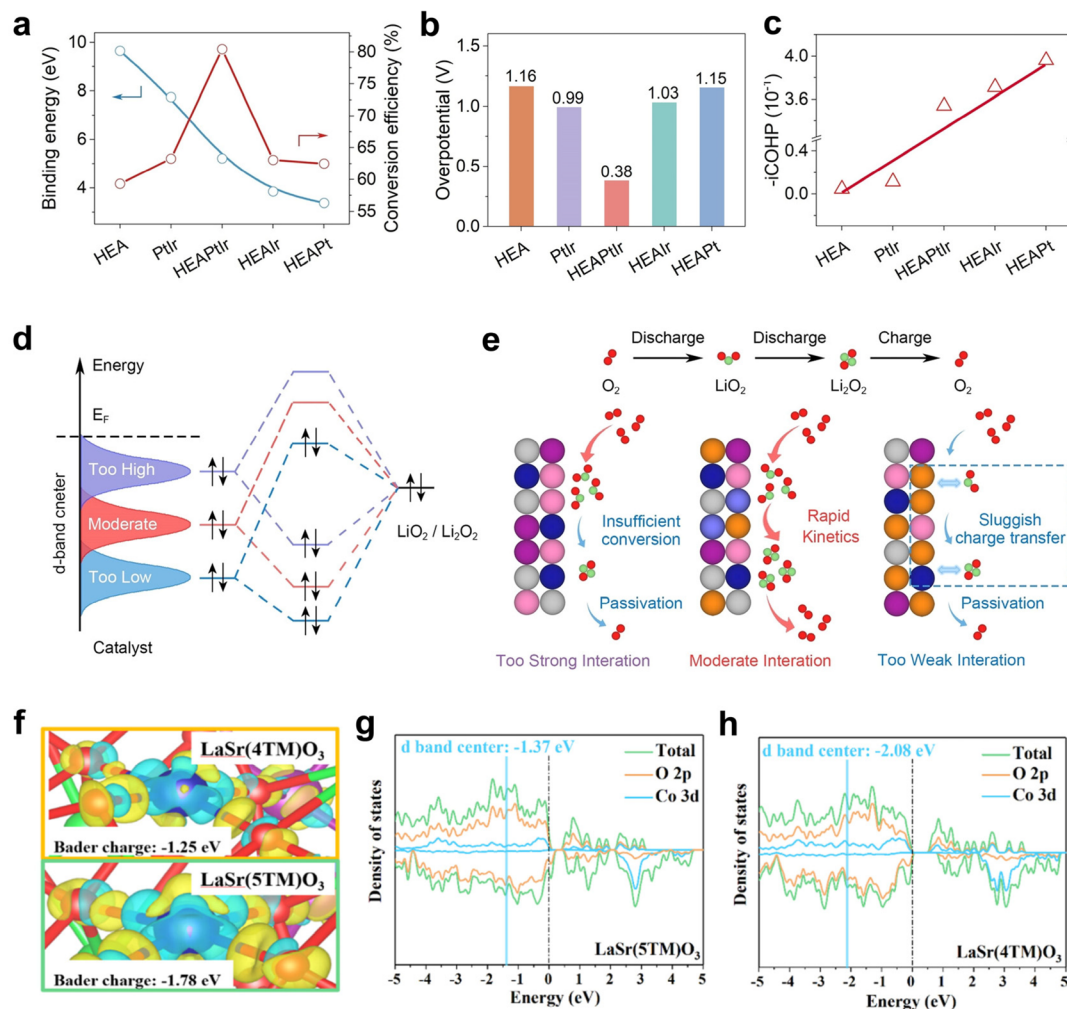 a
Binding energy (eV)
10
8
6
4
80
75
70
65
60
55
Conversion efficiency (%)
HEA
PtIr
HEAPtIr
HEAIr
HEAPt
b
Overpotential (V)
1.5
1.0
0.5
0.0
1.16
0.99
0.38
1.03
1.15
HEA
PtIr
HEAPtIr
HEAIr
HEAPt
c
-iCOHP (10⁻¹)
4.0
3.6
0.4
0.0
HEA
PtIr
HEAPtIr
HEAIr
HEAPt
d
Energy
E_F
d-band cneter
Too High
Moderate
Too Low
Catalyst
LiO₂ / Li₂O₂
e
Discharge
Discharge
Charge
O₂
LiO₂
Li₂O₂
O₂
Insufficient
conversion
Passivation
Too Strong Interation
Rapid
Kinetics
Moderate Interation
Sluggish
charge transfer
Passivation
Too Weak Interation
f
LaSr(4TM)O₃
Bader charge: -1.25 eV
LaSr(5TM)O₃
Bader charge: -1.78 eV
g
d band center: -1.37 eV
Total
O 2p
Co 3d
Density of states
LaSr(5TM)O₃
-5 -4 -3 -2 -1 0 1 2 3 4 5
Energy (eV)
h
d band center: -2.08 eV
Total
O 2p
Co 3d
Density of states
LaSr(4TM)O₃
-5 -4 -3 -2 -1 0 1 2 3 4 5
Energy (eV)